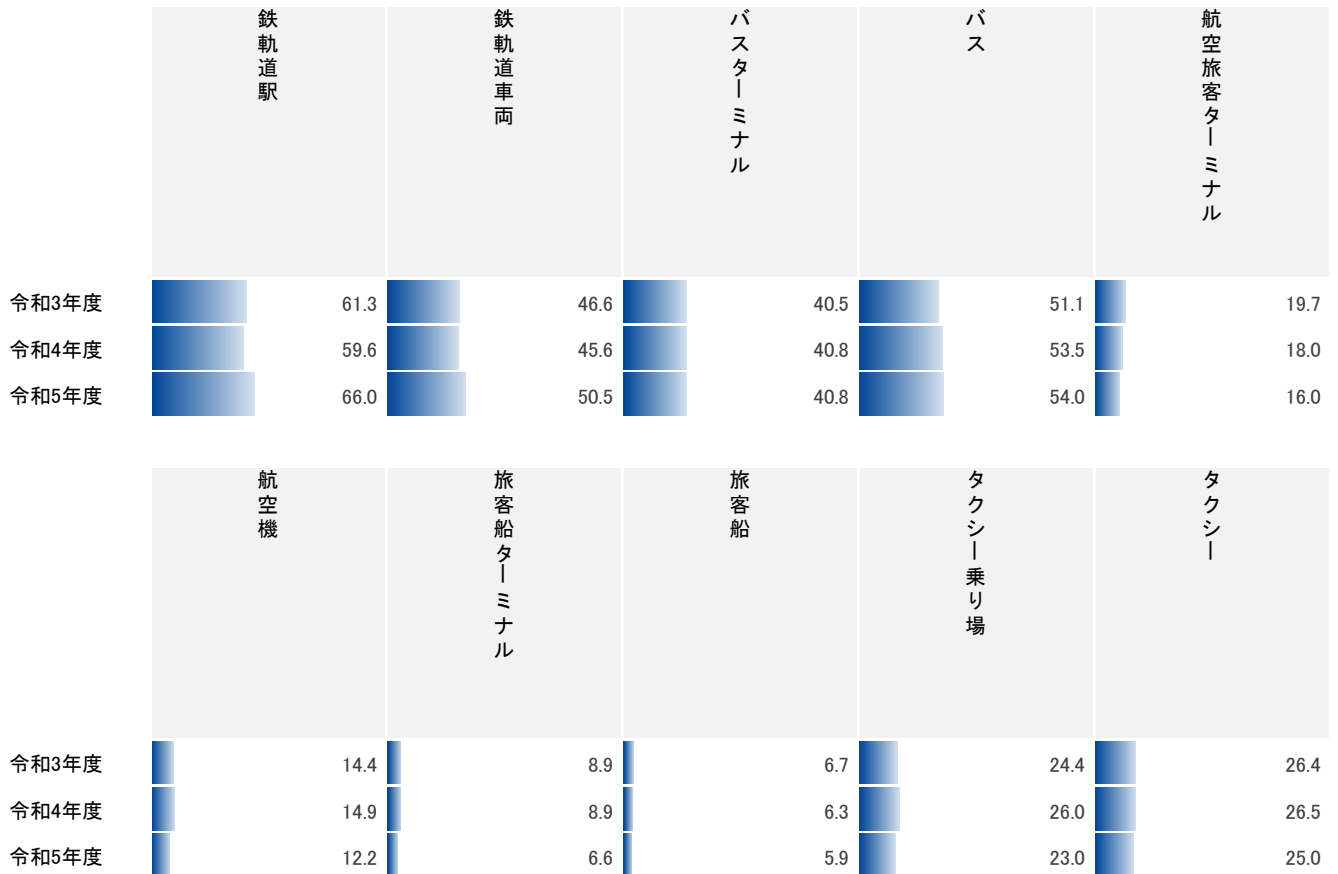 鉄軌道駅
鉄軌道車両
バスターミナル
バス
航空旅客ターミナル
令和3年度 61.3 46.6 40.5 51.1 19.7
令和4年度 59.6 45.6 40.8 53.5 18.0
令和5年度 66.0 50.5 40.8 54.0 16.0
航空機
旅客船ターミナル
旅客船
タクシー乗り場
タクシー
令和3年度 14.4 8.9 6.7 24.4 26.4
令和4年度 14.9 8.9 6.3 26.0 26.5
令和5年度 12.2 6.6 5.9 23.0 25.0